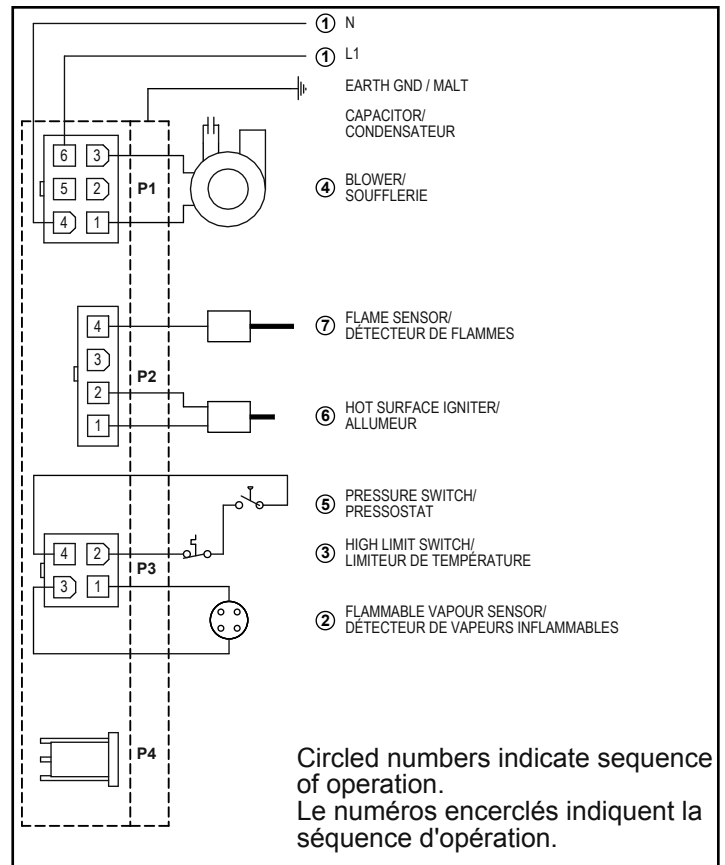 ① N
① L1
EARTH GND / MALT
CAPACITOR/
CONDENSATEUR
④ BLOWER/
SOUFFLERIE
6 3
5 2
4 1
P1
⑦ FLAME SENSOR/
DÉTECTEUR DE FLAMMES
4
3
2
1
P2
⑥ HOT SURFACE IGNITER/
ALLUMEUR
⑤ PRESSURE SWITCH/
PRESSOSTAT
③ HIGH LIMIT SWITCH/
LIMITEUR DE TEMPÉRATURE
4 2
3 1
P3
② FLAMMABLE VAPOUR SENSOR/
DÉTECTEUR DE VAPEURS INFLAMMABLES
P4
Circled numbers indicate sequence
of operation.
Le numéros encerclés indiquent la
séquence d'opération.